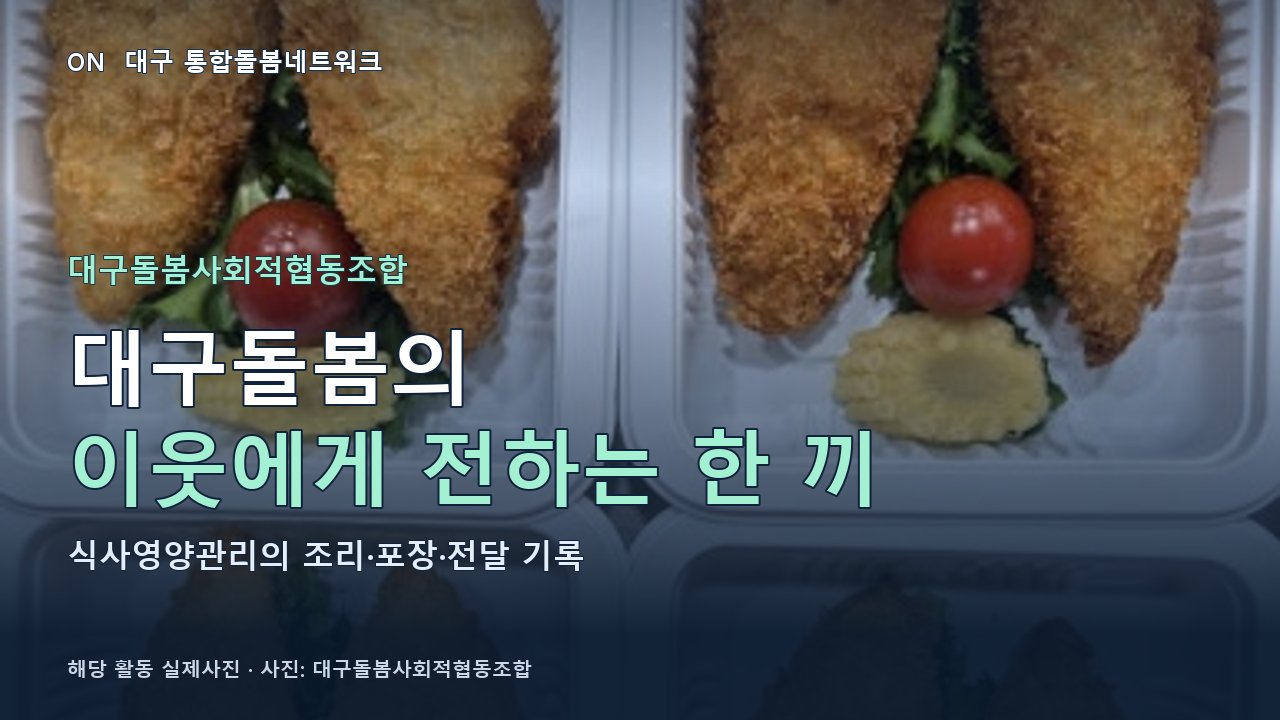 ON 대구 통합돌봄네트워크
대구돌봄사회적협동조합
대구돌봄의
이웃에게 전하는 한 끼
식사영양관리의 조리·포장·전달 기록
해당 활동 실제사진 · 사진: 대구돌봄사회적협동조합